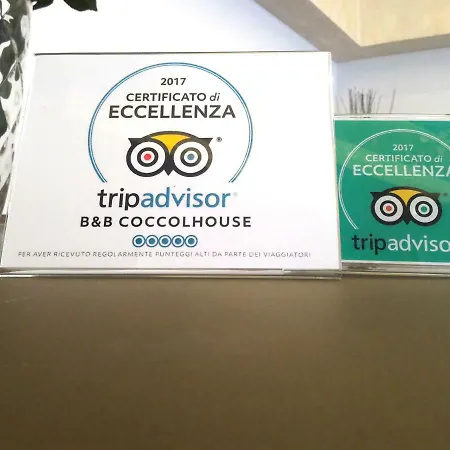 2017
CERTIFICATO di
ECCELLENZA
tripadvisor®
B&B COCCOLHOUSE
PER AVER RICEVUTO REGOLARMENTE PUNTEGGI ALTI DA PARTE DEI VIAGGIATORI
2017
CERTIFICATO di
ECCELLENZA
tripadvisor